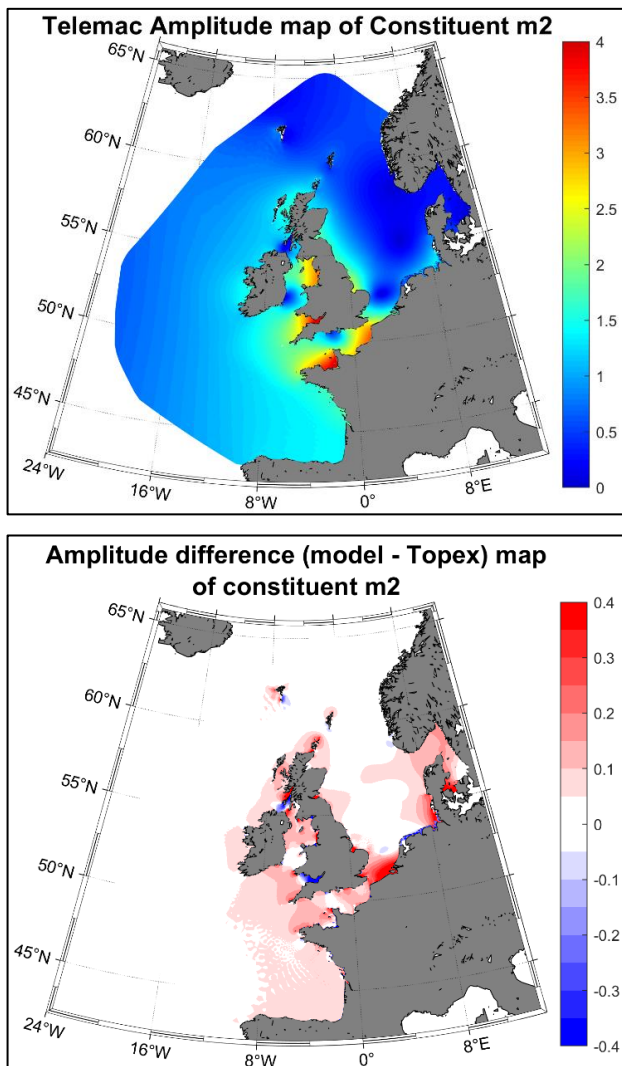 Telemac Amplitude map of Constituent m2
65°N
60°N
55°N
50°N
45°N
24°W
16°W
8°W
0°
8°E
4
3.5
3
2.5
2
1.5
1
0.5
0
Amplitude difference (model - Topex) map
of constituent m2
65°N
60°N
55°N
50°N
45°N
24°W
16°W
8°W
0°
8°E
0.4
0.3
0.2
0.1
0
-0.1
-0.2
-0.3
-0.4